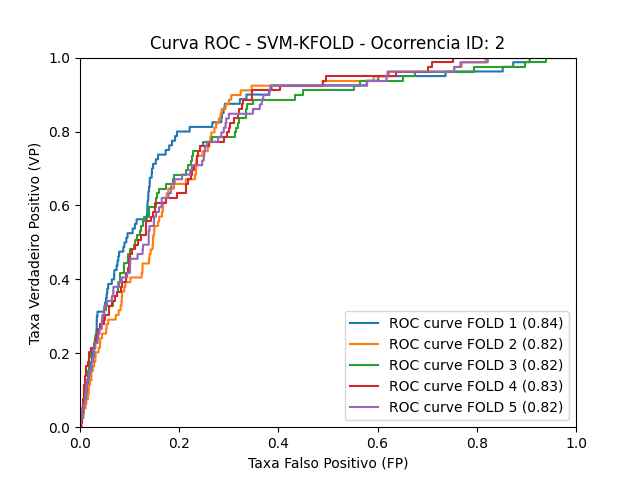 Curva ROC - SVM-KFOLD - Ocorrencia ID: 2
Taxa Verdadeiro Positivo (VP)
1.0
0.8
0.6
0.4
0.2
0.0
ROC curve FOLD 1 (0.84)
ROC curve FOLD 2 (0.82)
ROC curve FOLD 3 (0.82)
ROC curve FOLD 4 (0.83)
ROC curve FOLD 5 (0.82)
0.0 0.2 0.4 0.6 0.8 1.0
Taxa Falso Positivo (FP)